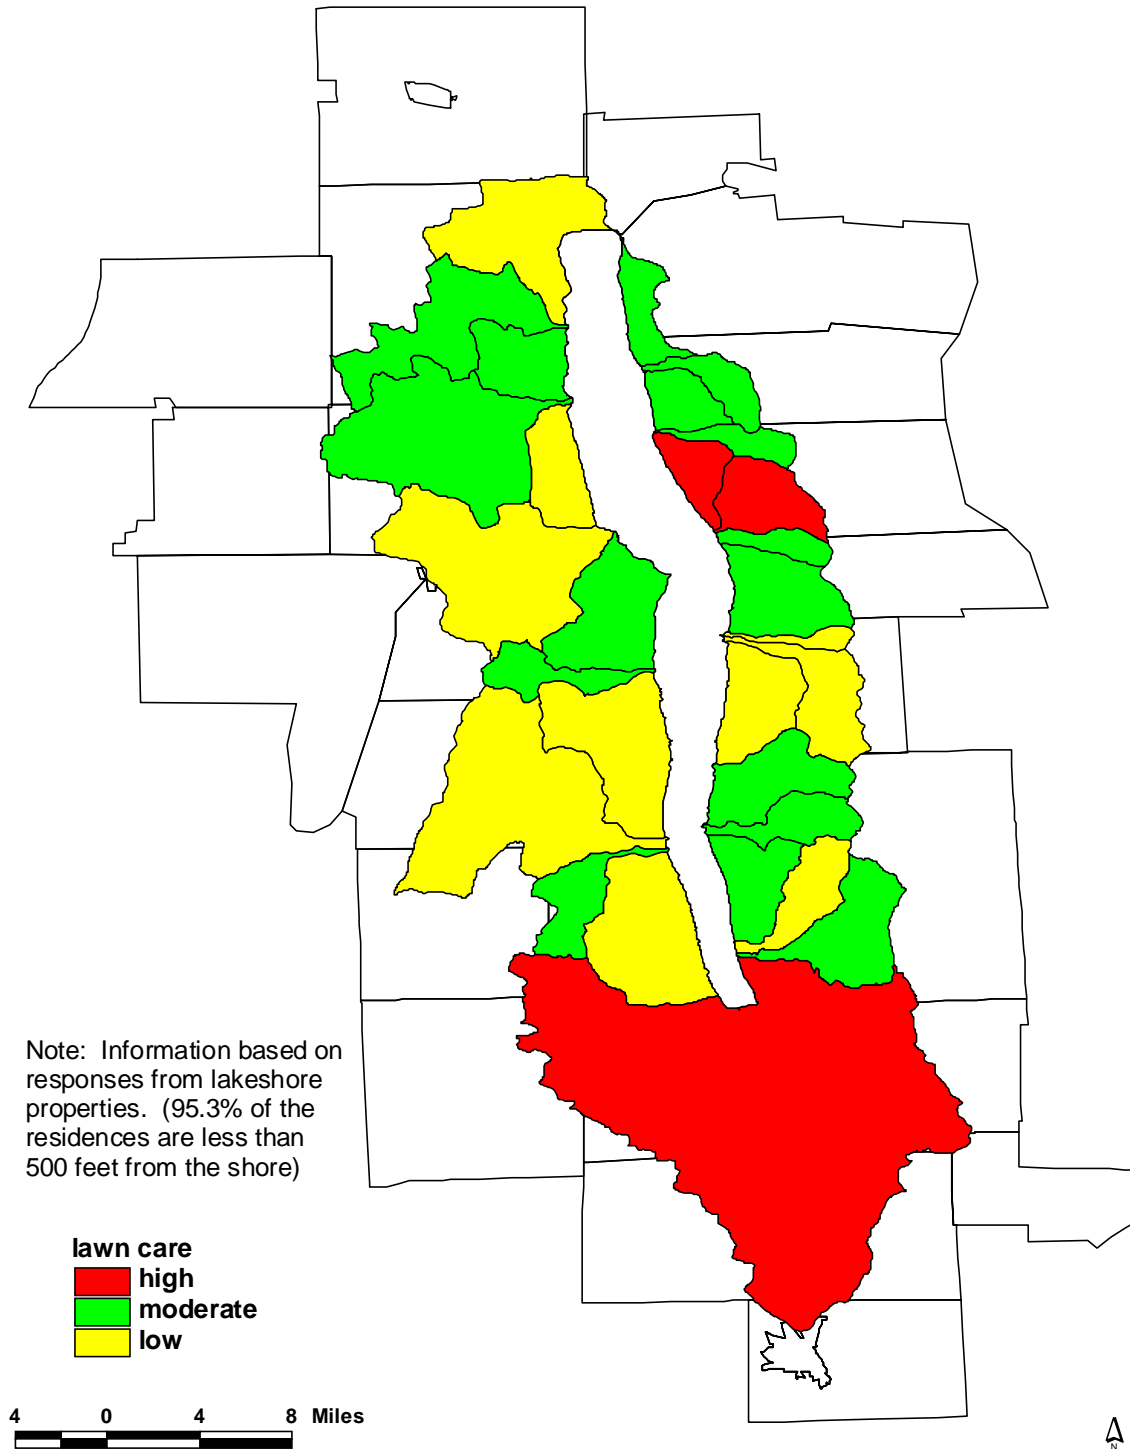 Note: Information based on
responses from lakeshore
properties. (95.3% of the
residences are less than
500 feet from the shore)
lawn care
high
moderate
low
4 0 4 8 Miles
N